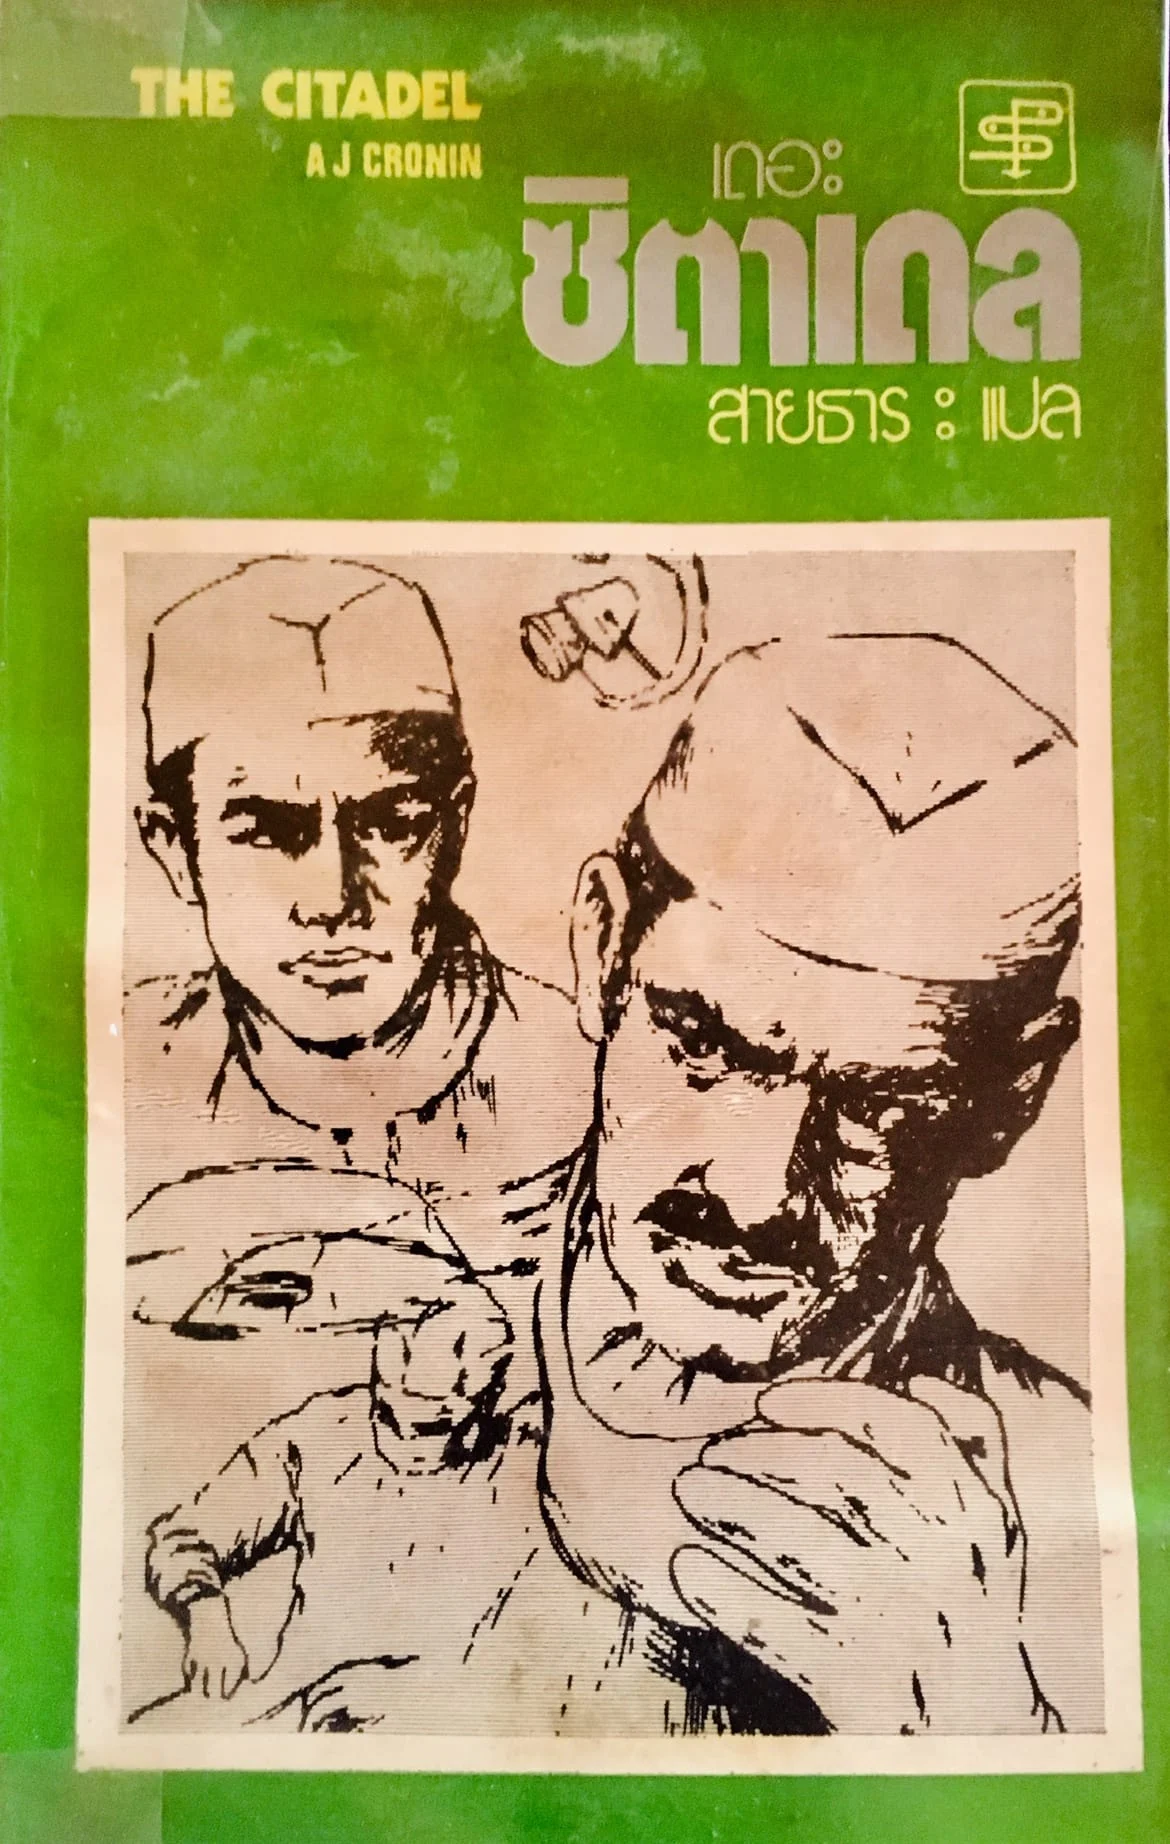 THE CITADEL
A J CRONIN
เดอะ
ซิตาเดล
สายธาร : แปล